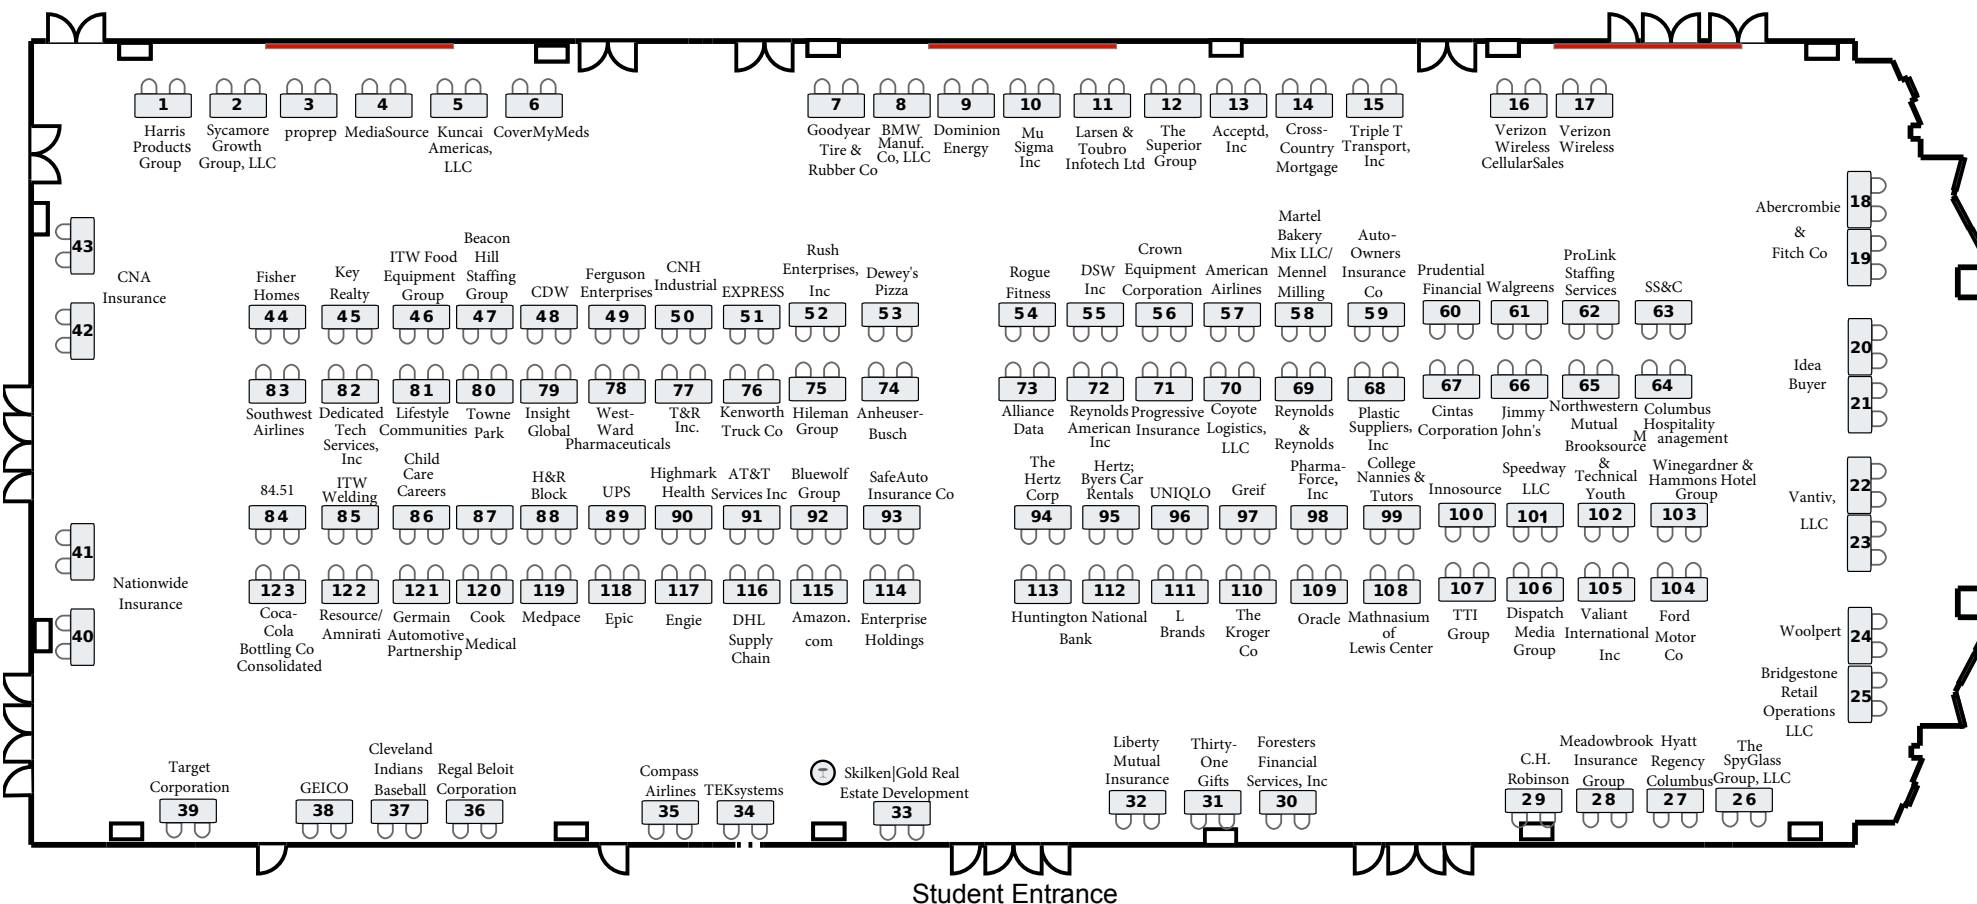 1 2 3 4 5 6 7 8 9 10 11 12 13 14 15 16 17
Harris
Products
Group
Sycamore
Growth
Group, LLC
proprep
MediaSource
Kuncai
Americas,
LLC
CoverMyMeds
Goodyear
Tire &
Rubber Co
BMW
Manuf.
Co, LLC
Dominion
Energy
Mu
Sigma
Inc
Larsen &
Toubro
Infotech Ltd
The
Superior
Group
Acceptd,
Inc
Cross-
Country
Mortgage
Triple T
Transport,
Inc
Verizon
Wireless
CellularSales
Verizon
Wireless
18
Abercrombie
&
Fitch Co
19
43
CNA
Insurance
42
Fisher
Homes
Key
Realty
ITW Food
Equipment
Group
Beacon
Hill
Staffing
Group
CDW
Ferguson
Enterprises
CNH
Industrial
EXPRESS
Rush
Enterprises,
Inc
Dewey's
Pizza
Rogue
Fitness
DSW
Inc
Crown
Equipment
Corporation
American
Airlines
Martel
Bakery
Mix LLC/
Mennel
Milling
Auto-
Owners
Insurance
Co
Prudential
Financial
Walgreens
ProLink
Staffing
Services
SS&C
44 45 46 47 48 49 50 51 52 53 54 55 56 57 58 59 60 61 62 63
20
Idea
Buyer
21
83 82 81 80 79 78 77 76 75 74 73 72 71 70 69 68 67 66 65 64
Southwest
Airlines
Dedicated
Tech
Services,
Inc
Lifestyle
Communities
Towne
Park
Insight
Global
West-
Ward
Pharmaceuticals
T&R
Inc.
Kenworth
Truck Co
Hileman
Group
Anheuser-
Busch
Alliance
Data
Reynolds
American
Inc
Progressive
Insurance
Coyote
Logistics,
LLC
Reynolds
&
Reynolds
Plastic
Suppliers,
Inc
Cintas
Corporation
Jimmy
John's
Northwestern
Mutual
Columbus
Hospitality
M anagement
84.51
ITW
Welding
Child
Care
Careers
H&R
Block
UPS
Highmark
Health
AT&T
Services Inc
Bluewolf
Group
SafeAuto
Insurance Co
The
Hertz
Corp
Hertz;
Byers Car
Rentals
UNIQLO
Greif
Pharma-
Force,
Inc
College
Nannies &
Tutors
Innosource
Speedway
LLC
Brooksource
&
Technical
Youth
Winegardner &
Hammons Hotel
Group
84 85 86 87 88 89 90 91 92 93 94 95 96 97 98 99 100 101 102 103
22
Vantiv,
LLC
23
41
Nationwide
Insurance
40
123 122 121 120 119 118 117 116 115 114 113 112 111 110 109 108 107 106 105 104
Coca-
Cola
Bottling Co
Consolidated
Resource/
Amnirati
Germain
Automotive
Partnership
Cook
Medical
Medpace
Epic
Engie
DHL
Supply
Chain
Amazon.
com
Enterprise
Holdings
Huntington National
Bank
L
Brands
The
Kroger
Co
Oracle
Mathnasium
of
Lewis Center
TTI
Group
Dispatch
Media
Group
Valiant
International
Inc
Ford
Motor
Co
Woolpert
24
Bridgestone
Retail
Operations
LLC
25
Target
Corporation
GEICO
Cleveland
Indians
Baseball
Regal Beloit
Corporation
Compass
Airlines
TEKsystems
Skilken|Gold Real
Estate Development
Liberty
Mutual
Insurance
Thirty-
One
Gifts
Foresters
Financial
Services, Inc
C.H.
Robinson
Meadowbrook
Insurance
Group
Hyatt
Regency
Columbus
The
SpyGlass
Group, LLC
39 38 37 36 35 34 33 32 31 30 29 28 27 26
Student Entrance